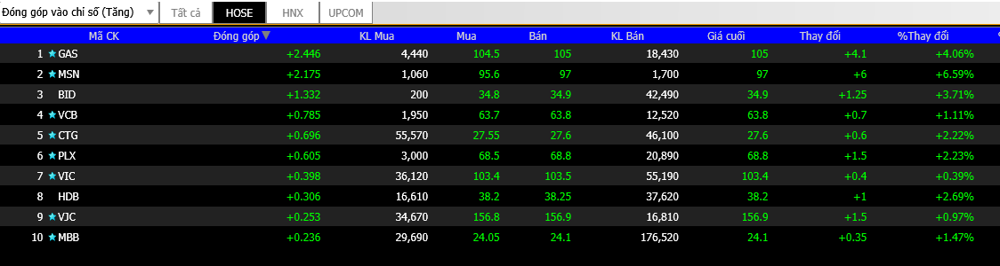 Đóng góp vào chỉ số (Tăng) Tất cả HOSE HNX UPCOM
Mã CK Đóng góp KL Mua Mua Bán KL Bán Giá cuối Thay đổi %Thay đổi
1 GAS +2.446 4,440 104.5 105 18,430 105 +4.1 +4.06%
2 MSN +2.175 1,060 95.6 97 1,700 97 +6 +6.59%
3 BID +1.332 200 34.8 34.9 42,490 34.9 +1.25 +3.71%
4 VCB +0.785 1,950 63.7 63.8 12,520 63.8 +0.7 +1.11%
5 CTG +0.696 55,570 27.55 27.6 46,100 27.6 +0.6 +2.22%
6 PLX +0.605 3,000 68.5 68.8 20,890 68.8 +1.5 +2.23%
7 VIC +0.398 36,120 103.4 103.5 55,190 103.4 +0.4 +0.39%
8 HDB +0.306 16,610 38.2 38.25 37,620 38.2 +1 +2.69%
9 VJC +0.253 34,670 156.8 156.9 16,810 156.9 +1.5 +0.97%
10 MBB +0.236 29,690 24.05 24.1 176,520 24.1 +0.35 +1.47%